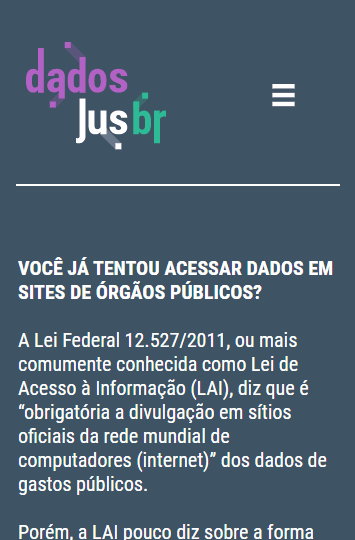 dados
Jusbr
VOCÊ JÁ TENTOU ACESSAR DADOS EM
SITES DE ÓRGÃOS PÚBLICOS?
A Lei Federal 12.527/2011, ou mais
comumente conhecida como Lei de
Acesso à Informação (LAI), diz que é
“obrigatória a divulgação em sítios
oficiais da rede mundial de
computadores (internet)” dos dados de
gastos públicos.
Porém, a LAI pouco diz sobre a forma